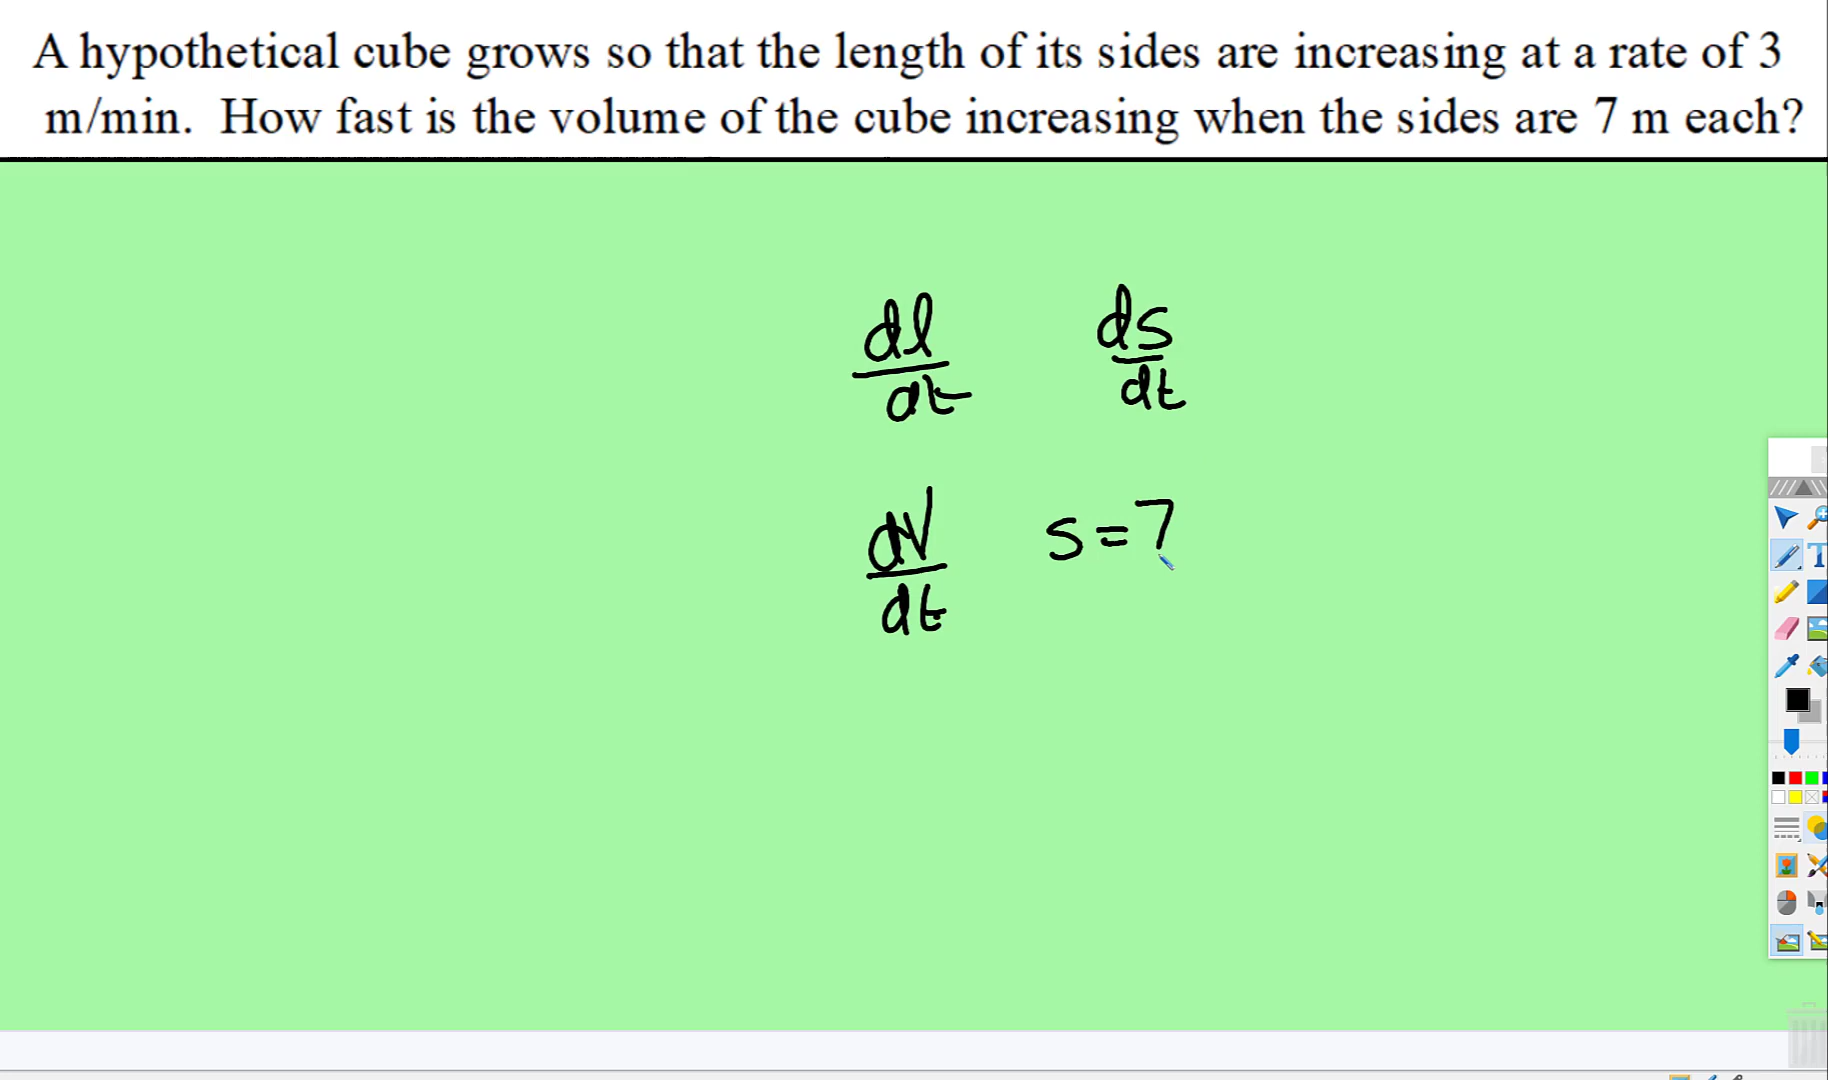 A hypothetical cube grows so that the length of its sides are increasing at a rate of 3
m/min. How fast is the volume of the cube increasing when the sides are 7 m each?
dl ds
dt dt
dV s=7
dt
T